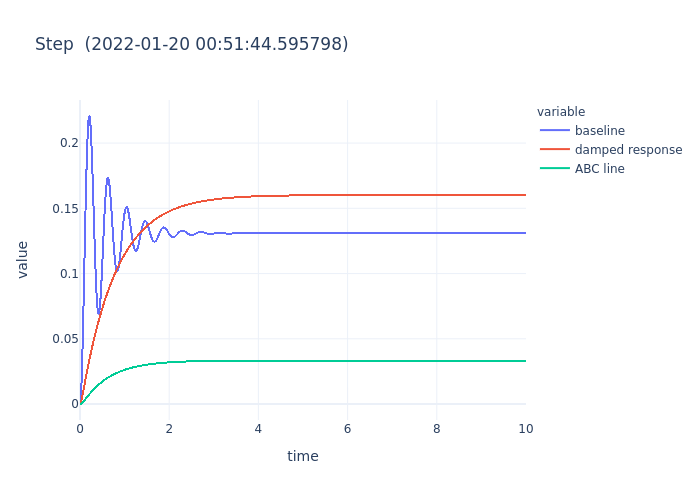 Step (2022-01-20 00:51:44.595798)
variable
baseline
damped response
ABC line
value
0.2
0.15
0.1
0.05
0
0 2 4 6 8 10
time